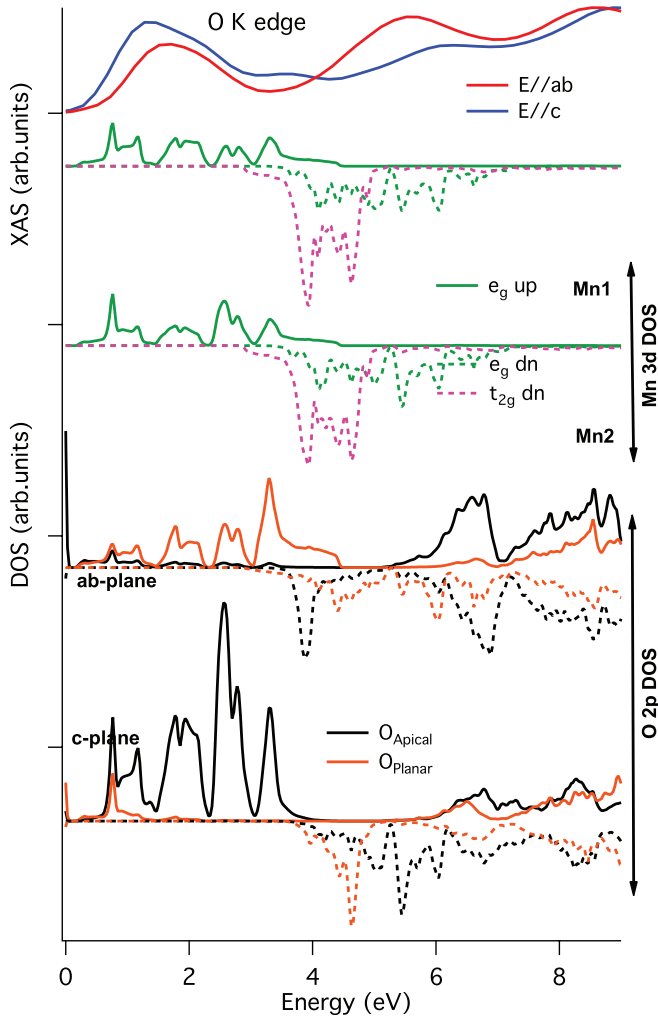 O K edge
E//ab
E//c
XAS (arb.units)
e_g up
Mn1
e_g dn
t_2g dn
Mn2
Mn 3d DOS
DOS (arb.units)
ab-plane
c-plane
O_Apical
O_Planar
O 2p DOS
0 2 4 6 8
Energy (eV)